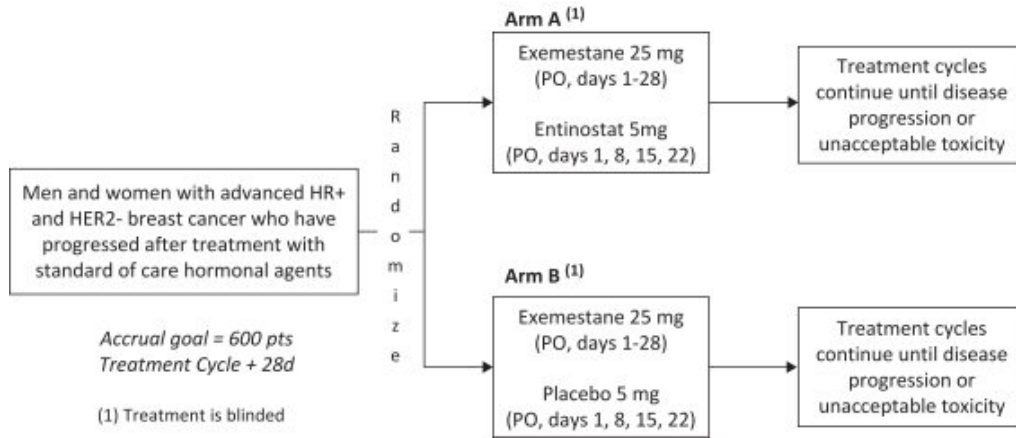 Men and women with advanced HR+
and HER2- breast cancer who have
progressed after treatment with
standard of care hormonal agents
Accrual goal = 600 pts
Treatment Cycle + 28d
(1) Treatment is blinded
Randomize
Arm A (1)
Exemestane 25 mg
(PO, days 1-28)
Entinostat 5mg
(PO, days 1, 8, 15, 22)
Treatment cycles
continue until disease
progression or
unacceptable toxicity
Arm B (1)
Exemestane 25 mg
(PO, days 1-28)
Placebo 5 mg
(PO, days 1, 8, 15, 22)
Treatment cycles
continue until disease
progression or
unacceptable toxicity